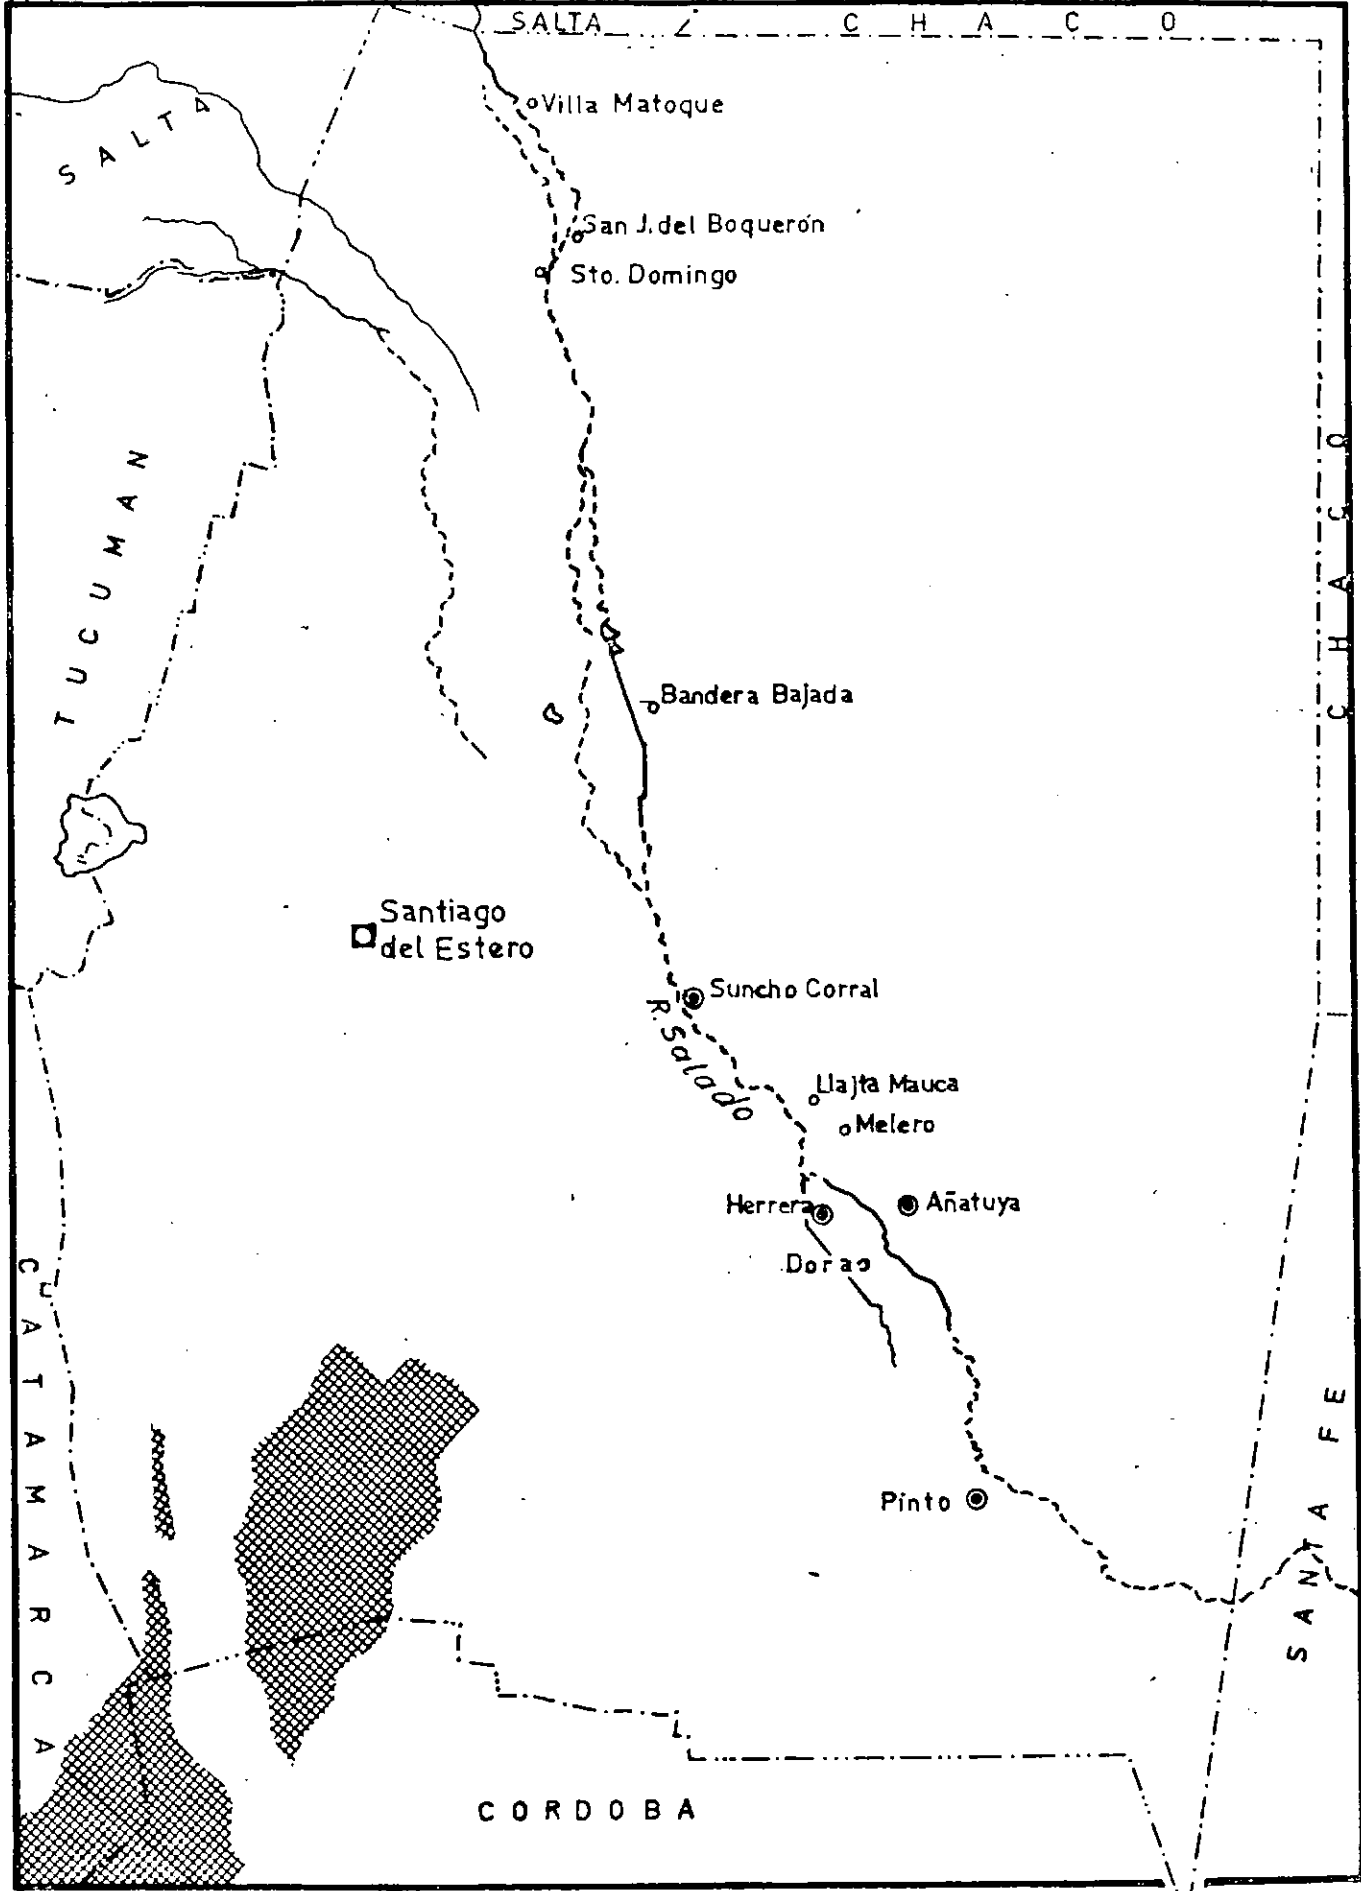 SALTA
CHACO
SALTA
Villa Matoque
San J. del Boquerón
Sto. Domingo
TUCUMAN
CHACO
Bandera Bajada
Santiago
del Estero
Suncho Corral
R. Salado
Llajta Mauca
Melero
Herrera
Añatuya
Dorao
CATAMARCA
SANTA FE
Pinto
CORDOBA